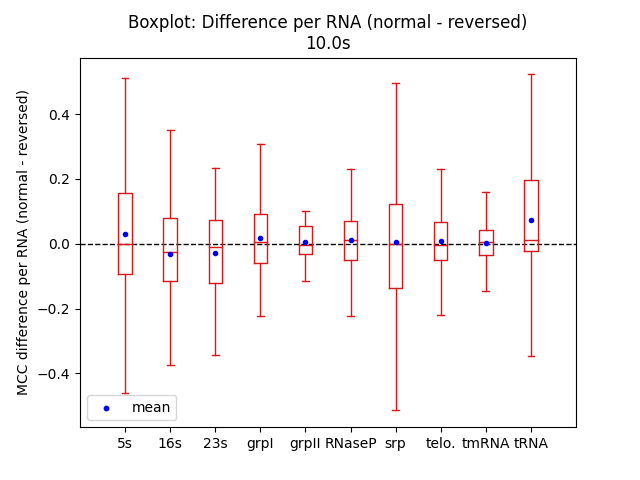 Boxplot: Difference per RNA (normal - reversed)
10.0s
MCC difference per RNA (normal - reversed)
0.4
0.2
0.0
−0.2
−0.4
mean
5s 16s 23s grpI grpII RNaseP srp telo. tmRNA tRNA